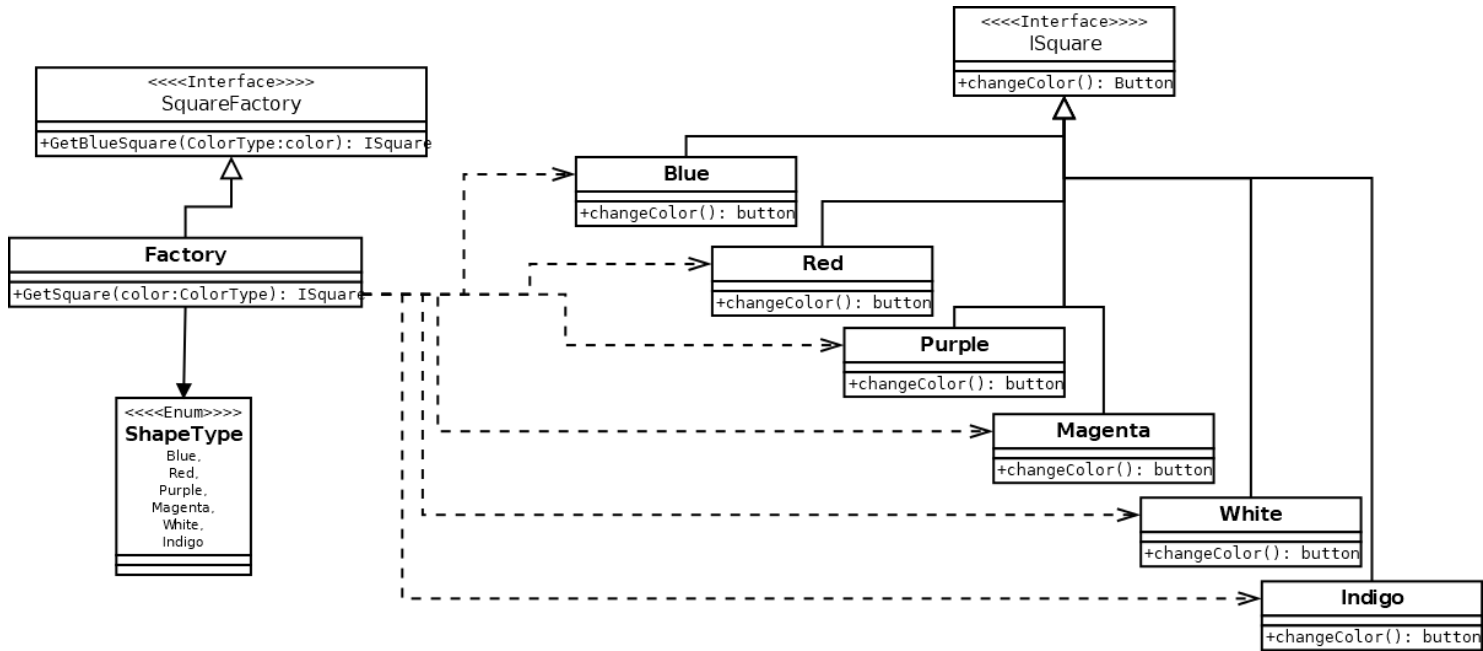 <<<<Interface>>>>
SquareFactory
+GetBlueSquare(ColorType:color): ISquare
Factory
+GetSquare(color:ColorType): ISquare
<<<<Enum>>>>
ShapeType
Blue,
Red,
Purple,
Magenta,
White,
Indigo
<<<<Interface>>>>
ISquare
+changeColor(): Button
Blue
+changeColor(): button
Red
+changeColor(): button
Purple
+changeColor(): button
Magenta
+changeColor(): button
White
+changeColor(): button
Indigo
+changeColor(): button